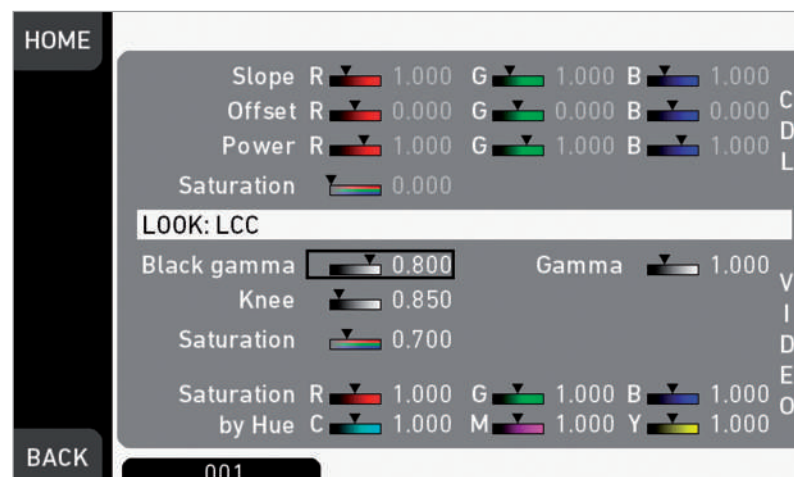 HOME
Slope R 1.000 G 1.000 B 1.000
Offset R 0.000 G 0.000 B 0.000
Power R 1.000 G 1.000 B 1.000
Saturation 0.000
CDL
LOOK: LCC
Black gamma 0.800 Gamma 1.000
Knee 0.850
Saturation 0.700
Saturation R 1.000 G 1.000 B 1.000
by Hue C 1.000 M 1.000 Y 1.000
VIDEO
BACK
001